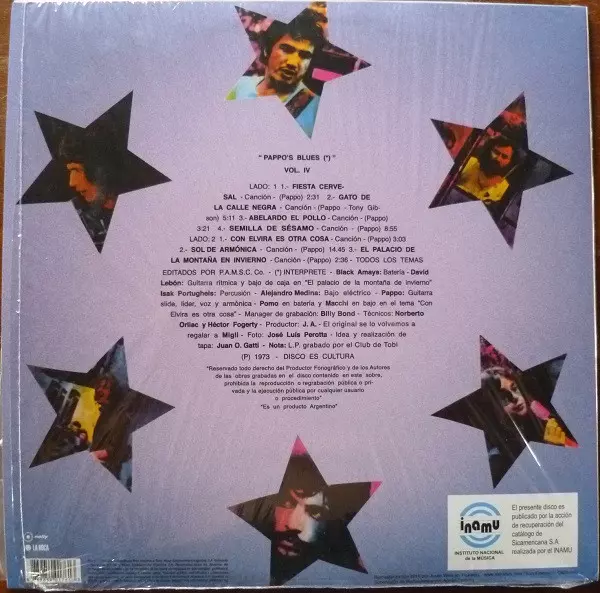 " PAPPO'S BLUES (*) "
VOL. IV
LADO: 1 1.- FIESTA CERVE-
SAL - Canción - (Pappo) 2:31 2.- GATO DE
LA CALLE NEGRA - Canción - (Pappo - Tony Gib-
son) 5:11 3.- ABELARDO EL POLLO - Canción - (Pappo)
3:21 4.- SEMILLA DE SÉSAMO - Canción - (Pappo) 8:55
LADO: 2 1.- CON ELVIRA ES OTRA COSA - Canción - (Pappo) 3:03
2.- SOL DE ARMÓNICA - Canción - (Pappo) 14.45 3.- EL PALACIO DE
LA MONTAÑA EN INVIERNO - Canción - (Pappo) 2:36 - TODOS LOS TEMAS
EDITADOS POR P.A.M.S.C. Co. - (*) INTERPRETE - Black Amaya: Batería - David
Lebón: Guitarra rítmica y bajo de caja en "El palacio de la montaña de invierno"
Isak Portugheis: Percusión - Alejandro Medina: Bajo eléctrico - Pappo: Guitarra
slide, líder, voz y armónica - Pomo en batería y Macchi en bajo en el tema "Con
Elvira es otra cosa" - Manager de grabación: Billy Bond - Técnicos: Norberto
Orliac y Héctor Fogerty - Productor: J. A. - El original se lo volvamos a
regalar a Migli - Foto: José Luis Perotta - Idea y realización de
tapa: Juan O. Gatti - Nota: L.P. grabado por el Club de Tobi
(P) 1973 - DISCO ES CULTURA
"Reservado todo derecho del Productor Fonográfico y de los Autores
de las obras grabadas en el disco contenido en este sobre,
prohibida la reproducción o regrabación pública o pri-
vada y la ejecución pública por cualquier usuario
o procedimiento"
"Es un producto Argentino"
inamu
INSTITUTO NACIONAL
DE LA MÚSICA
El presente disco es
publicado por la acción
de recuperación del
catálogo de
Sicamericana S.A.
realizada por el INAMU
LA ROCA